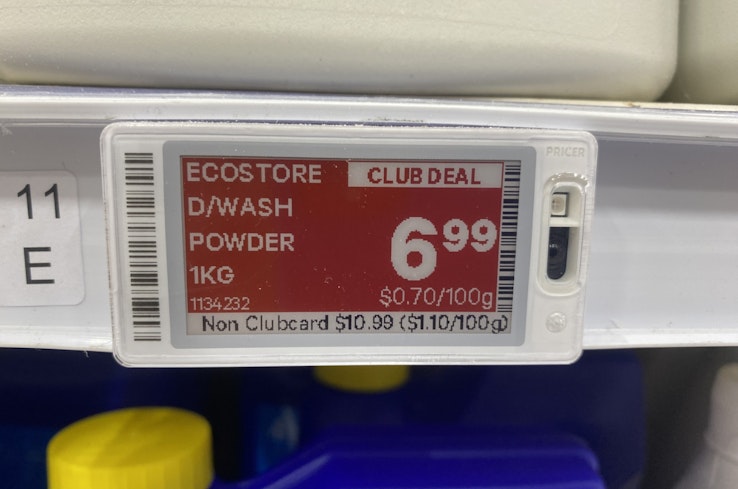 PRICER
11
E
ECOSTORE
CLUB DEAL
D/WASH
POWDER
1KG
6.99
1134232
$0.70/100g
Non Clubcard $10.99 ($1.10/100g)